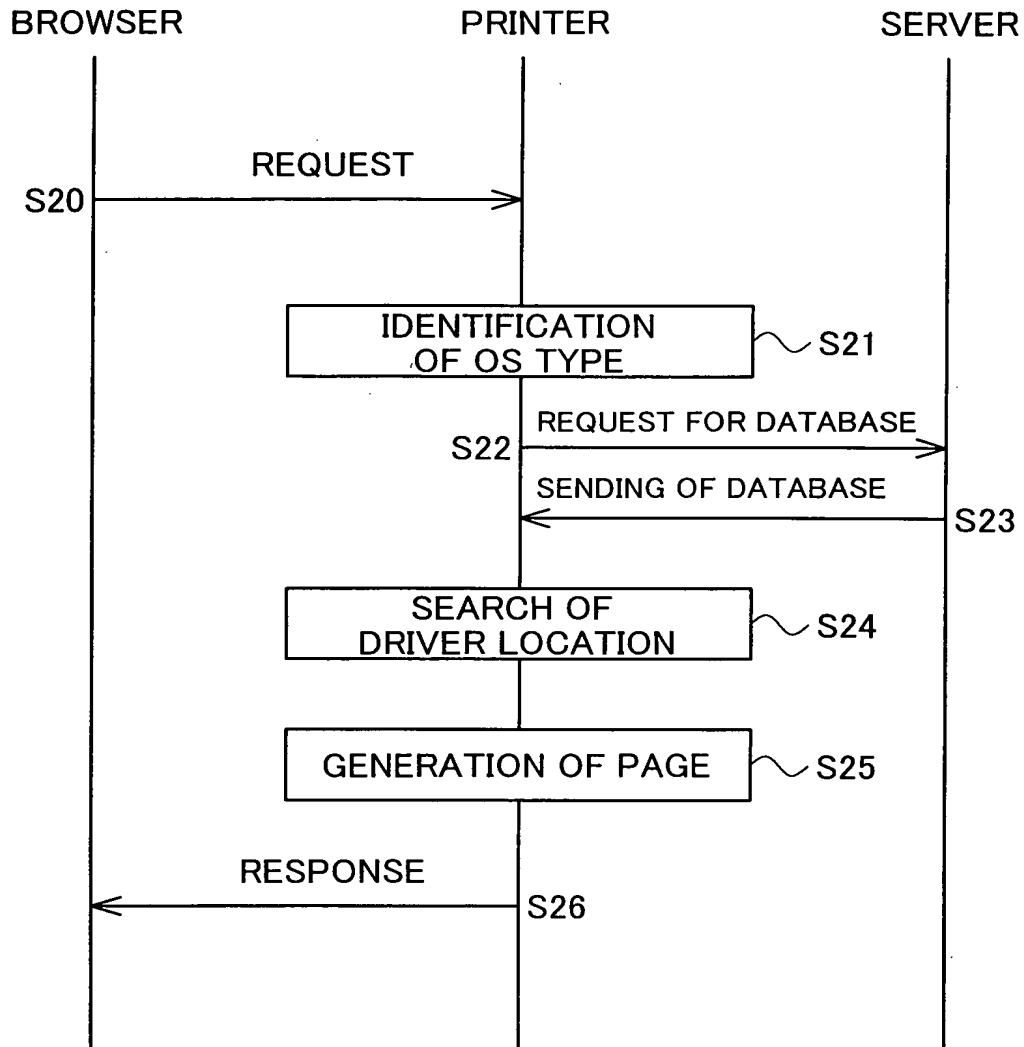 BROWSER PRINTER SERVER
REQUEST
S20
IDENTIFICATION
OF OS TYPE
S21
REQUEST FOR DATABASE
S22
SENDING OF DATABASE
S23
SEARCH OF
DRIVER LOCATION
S24
GENERATION OF PAGE
S25
RESPONSE
S26